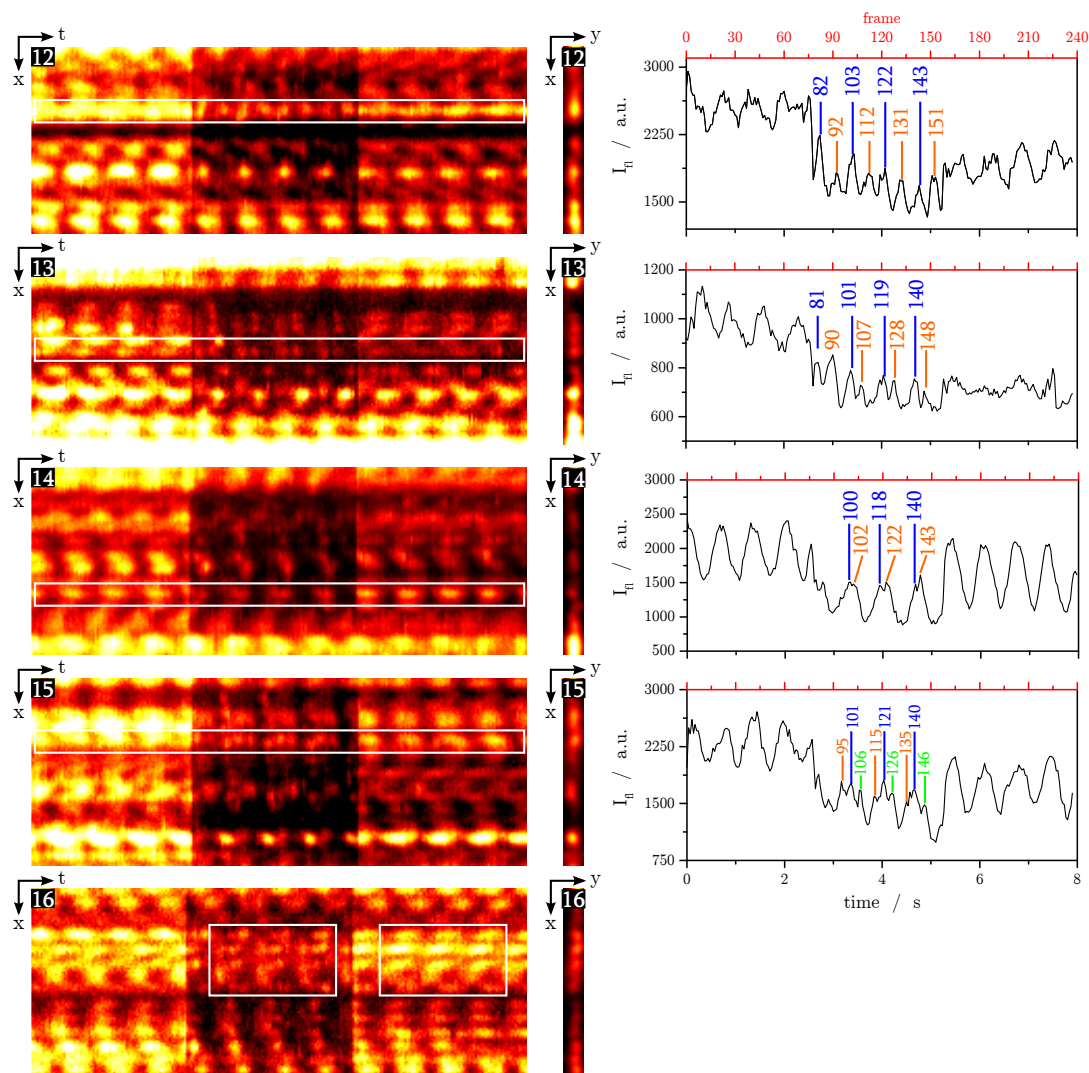 frame
0 30 60 90 120 150 180 210 240
t y
12 12
x x
3000
2250
1500
I_fl / a.u.
82 103 122 143
92 112 131 151
t y
13 13
x x
1200
1000
800
600
I_fl / a.u.
81 101 119 140
90 107 128 148
t y
14 14
x x
3000
2500
2000
1500
1000
500
I_fl / a.u.
100 118 140
102 122 143
t y
15 15
x x
3000
2250
1500
750
I_fl / a.u.
95 101 106 115 121 126 135 140 146
0 2 4 6 8
time / s
t y
16 16
x x